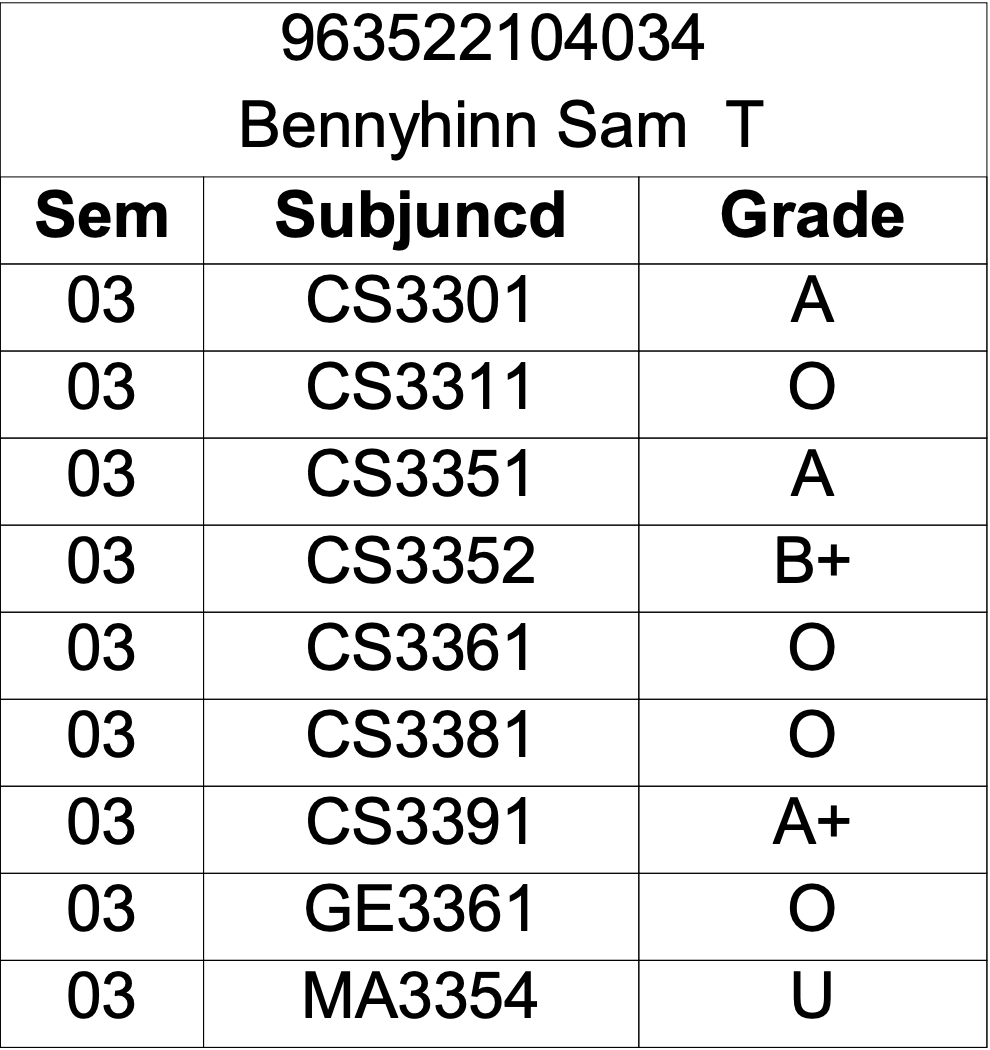 963522104034
Bennyhinn Sam T
Sem Subjuncd Grade
03 CS3301 A
03 CS3311 O
03 CS3351 A
03 CS3352 B+
03 CS3361 O
03 CS3381 O
03 CS3391 A+
03 GE3361 O
03 MA3354 U